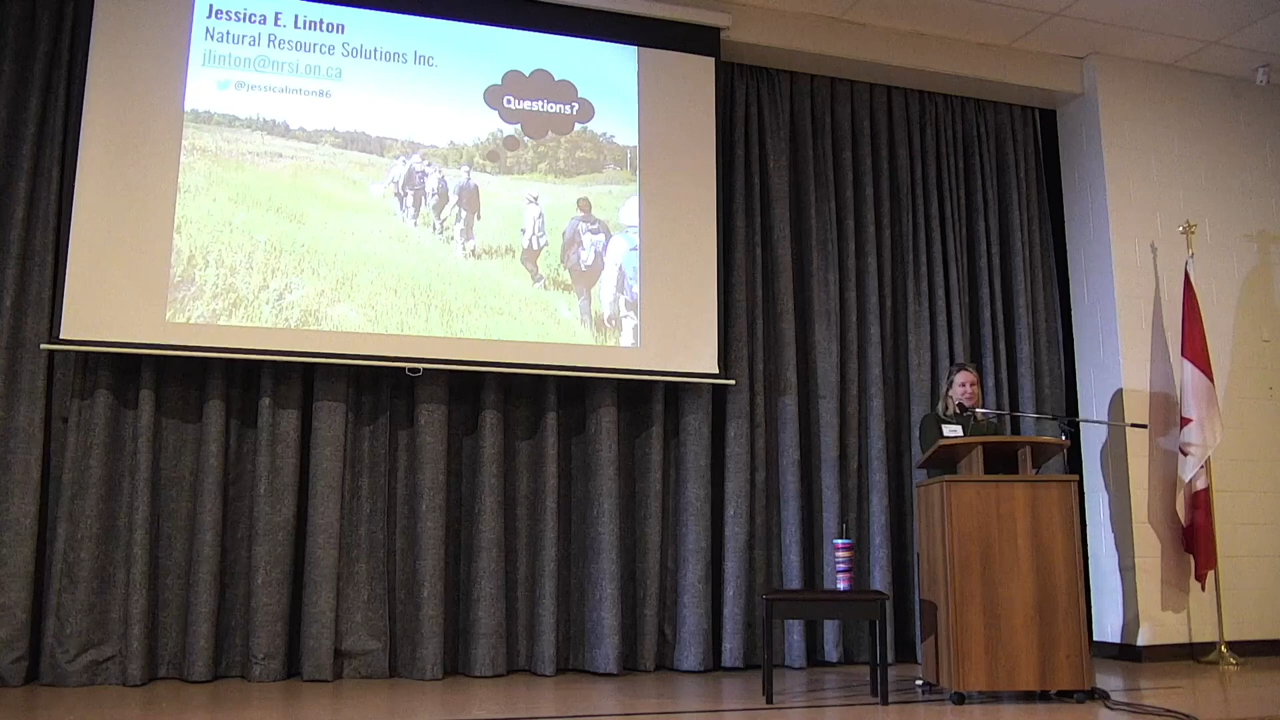 Jessica E. Linton
Natural Resource Solutions Inc.
jlinton@nrsi.on.ca
@jessicalinton86
Questions?